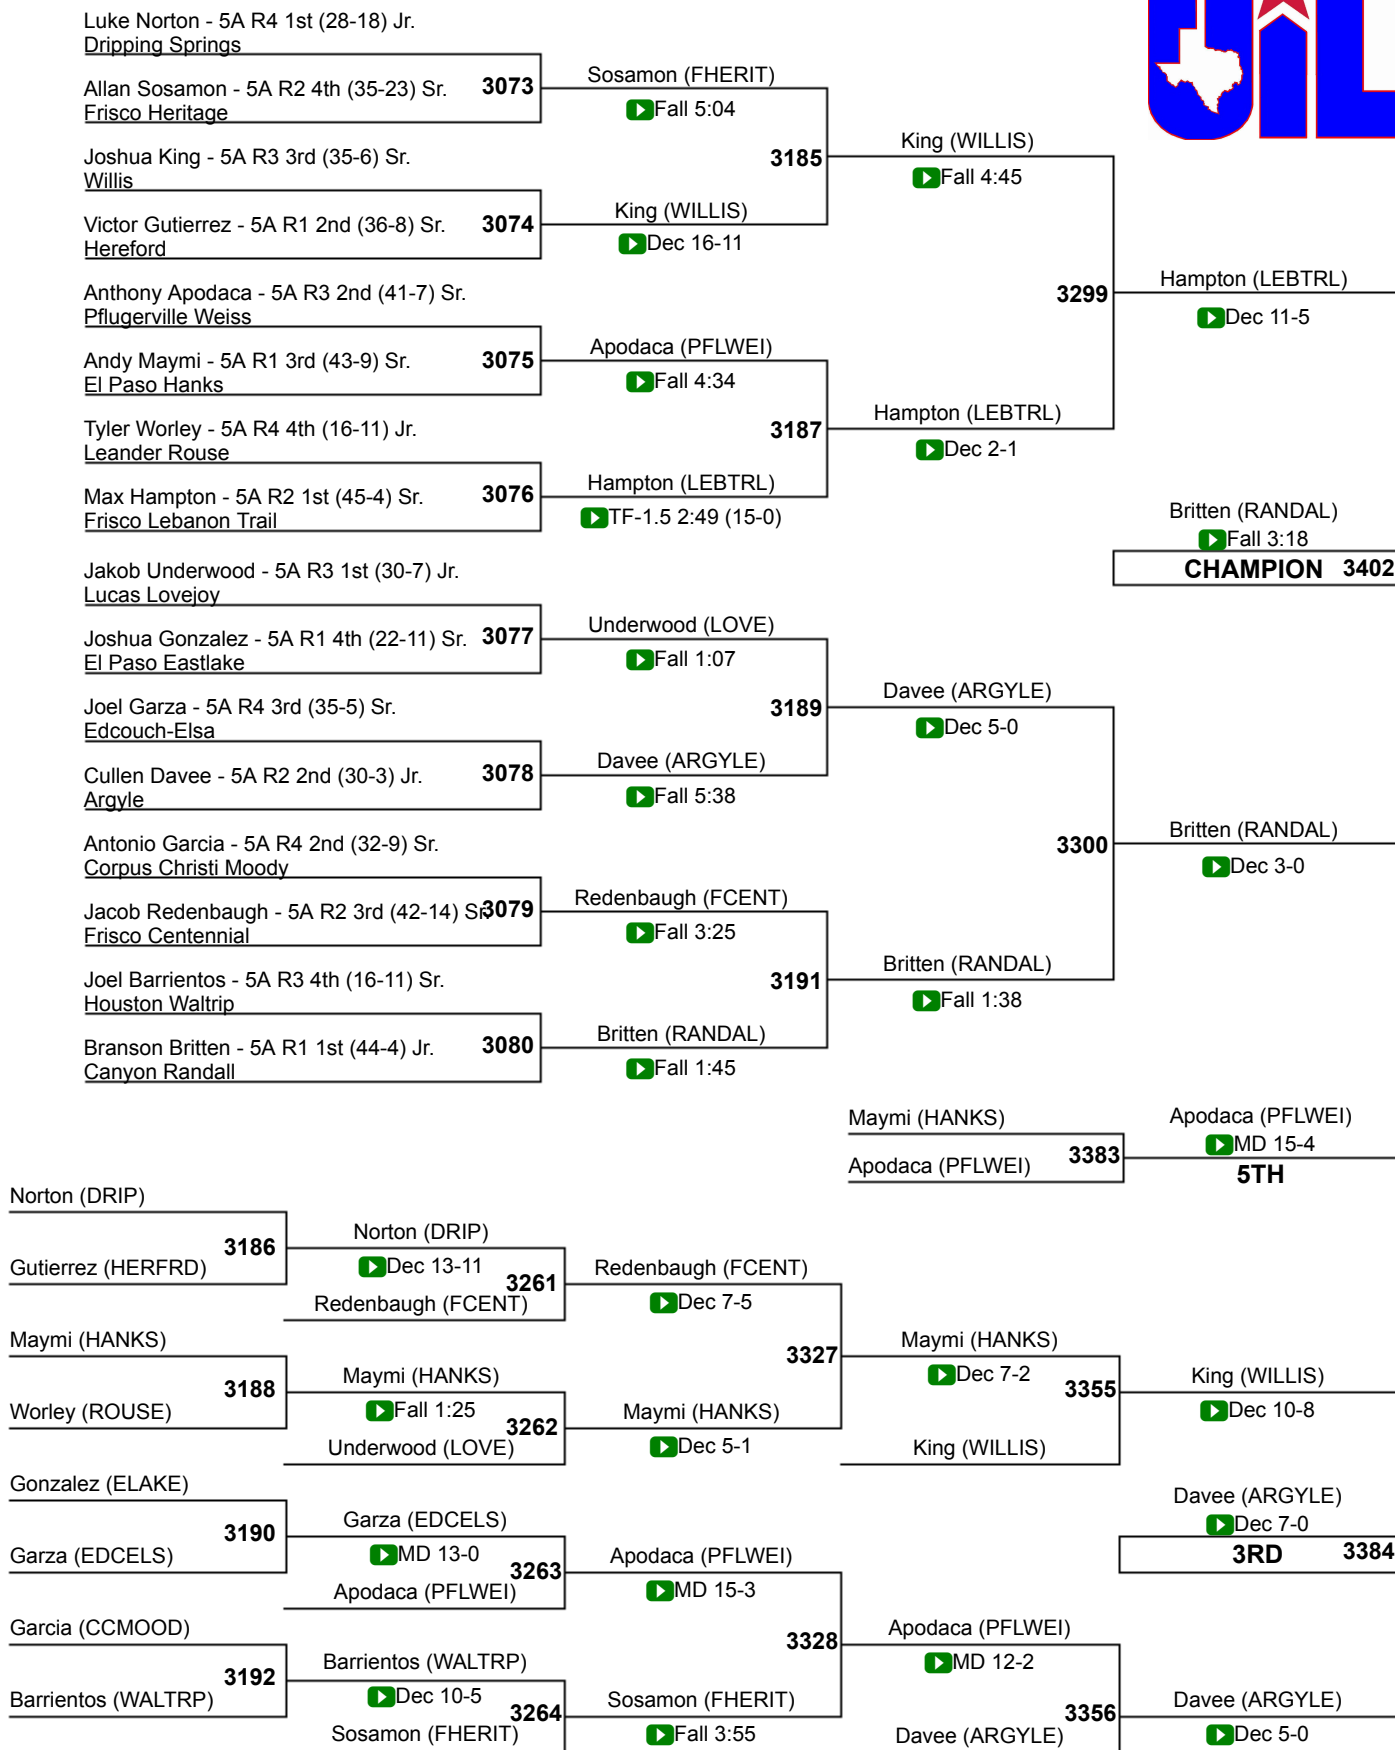 UIL
Luke Norton - 5A R4 1st (28-18) Jr.
Dripping Springs
Allan Sosamon - 5A R2 4th (35-23) Sr.
Frisco Heritage
3073
Sosamon (FHERIT)
Fall 5:04
Joshua King - 5A R3 3rd (35-6) Sr.
Willis
Victor Gutierrez - 5A R1 2nd (36-8) Sr.
Hereford
3074
King (WILLIS)
Dec 16-11
3185
King (WILLIS)
Fall 4:45
Anthony Apodaca - 5A R3 2nd (41-7) Sr.
Pflugerville Weiss
Andy Maymi - 5A R1 3rd (43-9) Sr.
El Paso Hanks
3075
Apodaca (PFLWEI)
Fall 4:34
Tyler Worley - 5A R4 4th (16-11) Jr.
Leander Rouse
Max Hampton - 5A R2 1st (45-4) Sr.
Frisco Lebanon Trail
3076
Hampton (LEBTRL)
TF-1.5 2:49 (15-0)
3187
Hampton (LEBTRL)
Dec 2-1
3299
Hampton (LEBTRL)
Dec 11-5
Britten (RANDAL)
Fall 3:18
CHAMPION 3402
Jakob Underwood - 5A R3 1st (30-7) Jr.
Lucas Lovejoy
Joshua Gonzalez - 5A R1 4th (22-11) Sr.
El Paso Eastlake
3077
Underwood (LOVE)
Fall 1:07
Joel Garza - 5A R4 3rd (35-5) Sr.
Edcouch-Elsa
Cullen Davee - 5A R2 2nd (30-3) Jr.
Argyle
3078
Davee (ARGYLE)
Fall 5:38
3189
Davee (ARGYLE)
Dec 5-0
Antonio Garcia - 5A R4 2nd (32-9) Sr.
Corpus Christi Moody
Jacob Redenbaugh - 5A R2 3rd (42-14) Sr.
Frisco Centennial
3079
Redenbaugh (FCENT)
Fall 3:25
Joel Barrientos - 5A R3 4th (16-11) Sr.
Houston Waltrip
Branson Britten - 5A R1 1st (44-4) Jr.
Canyon Randall
3080
Britten (RANDAL)
Fall 1:45
3191
Britten (RANDAL)
Fall 1:38
3300
Britten (RANDAL)
Dec 3-0
Maymi (HANKS)
Apodaca (PFLWEI)
3383
Apodaca (PFLWEI)
MD 15-4
5TH
Norton (DRIP)
Gutierrez (HERFRD)
3186
Norton (DRIP)
Dec 13-11
Redenbaugh (FCENT)
3261
Redenbaugh (FCENT)
Dec 7-5
Maymi (HANKS)
Worley (ROUSE)
3188
Maymi (HANKS)
Fall 1:25
Underwood (LOVE)
3262
Maymi (HANKS)
Dec 5-1
3327
Maymi (HANKS)
Dec 7-2
King (WILLIS)
3355
King (WILLIS)
Dec 10-8
Davee (ARGYLE)
Dec 7-0
3RD 3384
Gonzalez (ELAKE)
Garza (EDCELS)
3190
Garza (EDCELS)
MD 13-0
Apodaca (PFLWEI)
3263
Apodaca (PFLWEI)
MD 15-3
Garcia (CCMOOD)
Barrientos (WALTRP)
3192
Barrientos (WALTRP)
Dec 10-5
Sosamon (FHERIT)
3264
Sosamon (FHERIT)
Fall 3:55
3328
Apodaca (PFLWEI)
MD 12-2
Davee (ARGYLE)
3356
Davee (ARGYLE)
Dec 5-0